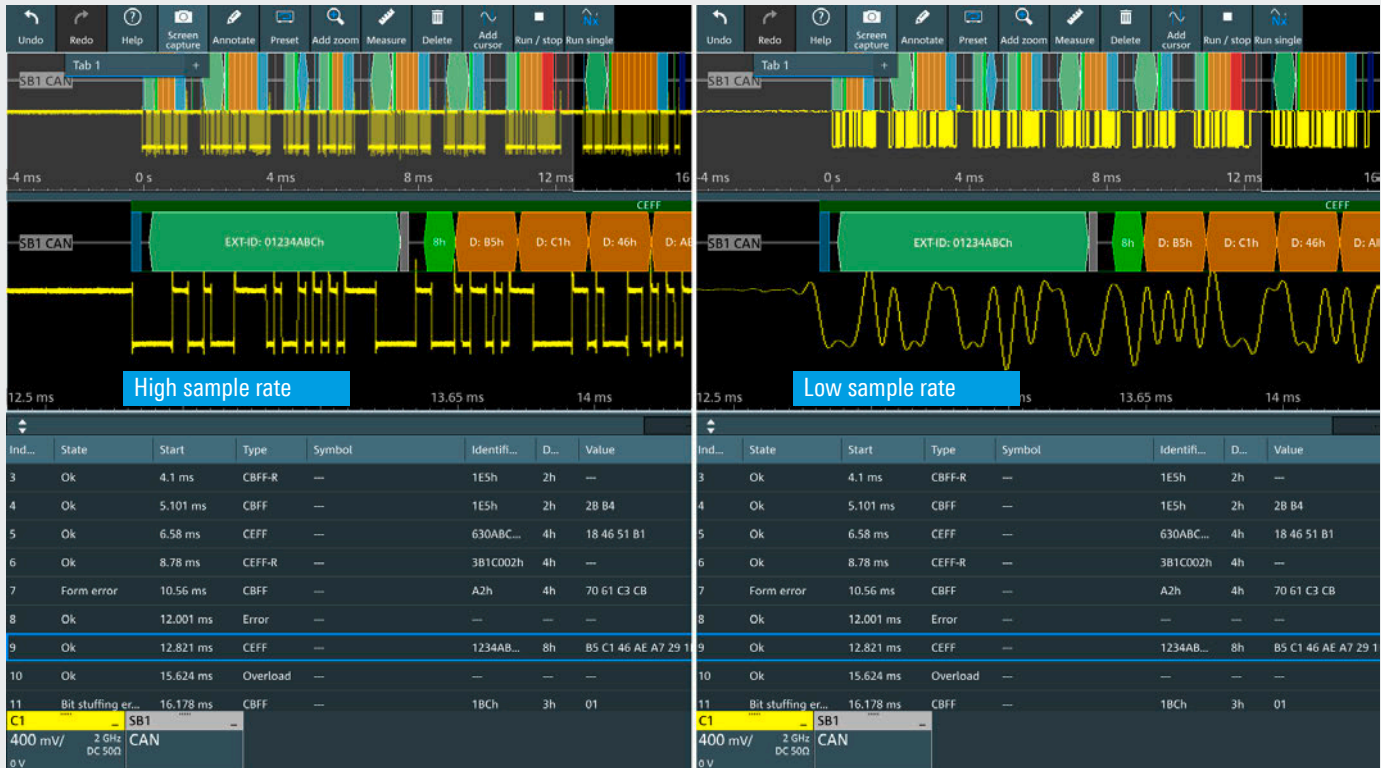 Undo Redo Help Screen capture Annotate Preset Add zoom Measure Delete Add cursor Run / stop Run single
Tab 1 +
SB1 CAN
-4 ms 0 s 4 ms 8 ms 12 ms 16
CEFF
SB1 CAN EXT-ID: 01234ABCh 8h D: B5h D: C1h D: 46h D: AE
High sample rate
12.5 ms 13.65 ms 14 ms
Ind... State Start Type Symbol Identifi... D... Value
3 Ok 4.1 ms CBFF-R --- 1E5h 2h ---
4 Ok 5.101 ms CBFF --- 1E5h 2h 2B B4
5 Ok 6.58 ms CEFF --- 630ABC... 4h 18 46 51 B1
6 Ok 8.78 ms CEFF-R --- 3B1C002h 4h ---
7 Form error 10.56 ms CBFF --- A2h 4h 70 61 C3 CB
8 Ok 12.001 ms Error --- --- --- ---
9 Ok 12.821 ms CEFF --- 1234AB... 8h B5 C1 46 AE A7 29
10 Ok 15.624 ms Overload --- --- --- ---
11 Bit stuffing er... 16.178 ms CBFF --- 1BCh 3h 01
C1 SB1
400 mV/ 2 GHz CAN
DC 50Ω
0 V
Undo Redo Help Screen capture Annotate Preset Add zoom Measure Delete Add cursor Run / stop Run single
Tab 1 +
SB1 CAN
-4 ms 0 s 4 ms 8 ms 12 ms 16
CEFF
SB1 CAN EXT-ID: 01234ABCh 8h D: B5h D: C1h D: 46h
Low sample rate
12.5 ms ms 13.65 ms 14 ms
Ind... State Start Type Symbol Identifi... D... Value
3 Ok 4.1 ms CBFF-R --- 1E5h 2h ---
4 Ok 5.101 ms CBFF --- 1E5h 2h 2B B4
5 Ok 6.58 ms CEFF --- 630ABC... 4h 18 46 51 B1
6 Ok 8.78 ms CEFF-R --- 3B1C002h 4h ---
7 Form error 10.56 ms CBFF --- A2h 4h 70 61 C3 CB
8 Ok 12.001 ms Error --- --- --- ---
9 Ok 12.821 ms CEFF --- 1234AB... 8h B5 C1 46 AE A7 29
10 Ok 15.624 ms Overload --- --- --- ---
11 Bit stuffing er... 16.178 ms CBFF --- 1BCh 3h 01
C1 SB1
400 mV/ 2 GHz CAN
DC 50Ω
0 V